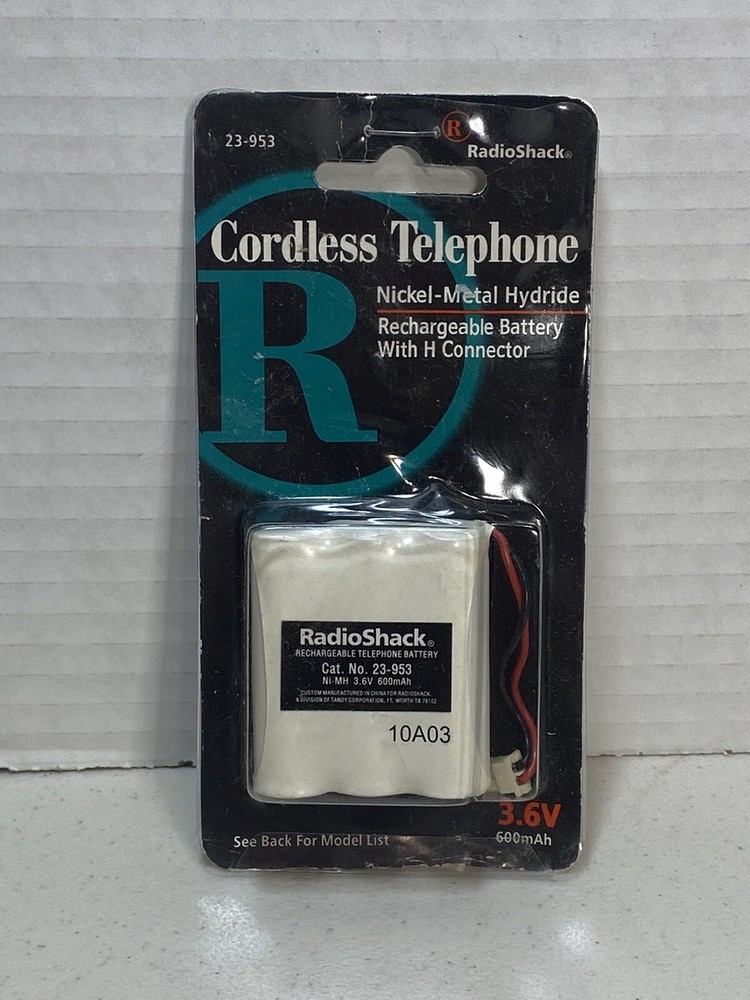 23-953
R
RadioShack®
Cordless Telephone
R
Nickel-Metal Hydride
Rechargeable Battery
With H Connector
RadioShack®
RECHARGEABLE TELEPHONE BATTERY
Cat. No. 23-953
Ni-MH 3.6V 600mAh
CUSTOM MANUFACTURED IN CHINA FOR RADIOSHACK,
A DIVISION OF TANDY CORPORATION, FT. WORTH TX 76102
10A03
3.6V
600mAh
See Back For Model List